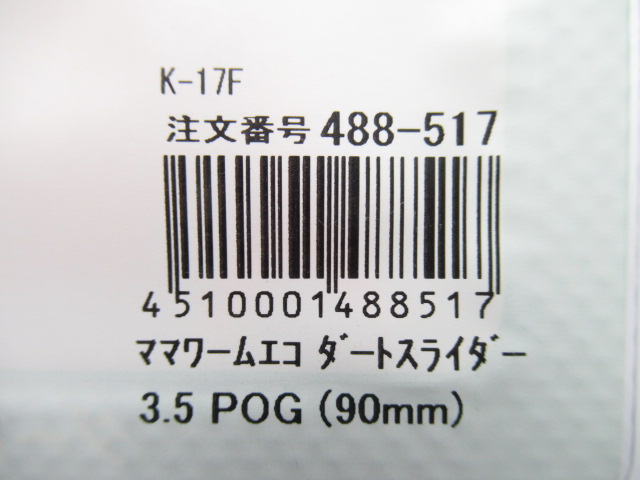 K-17F
注文番号 488-517
4510001488517
ﾏﾏﾜｰﾑｴｺ ﾀﾞｰﾄｽﾗｲﾀﾞｰ
3.5 POG (90mm)